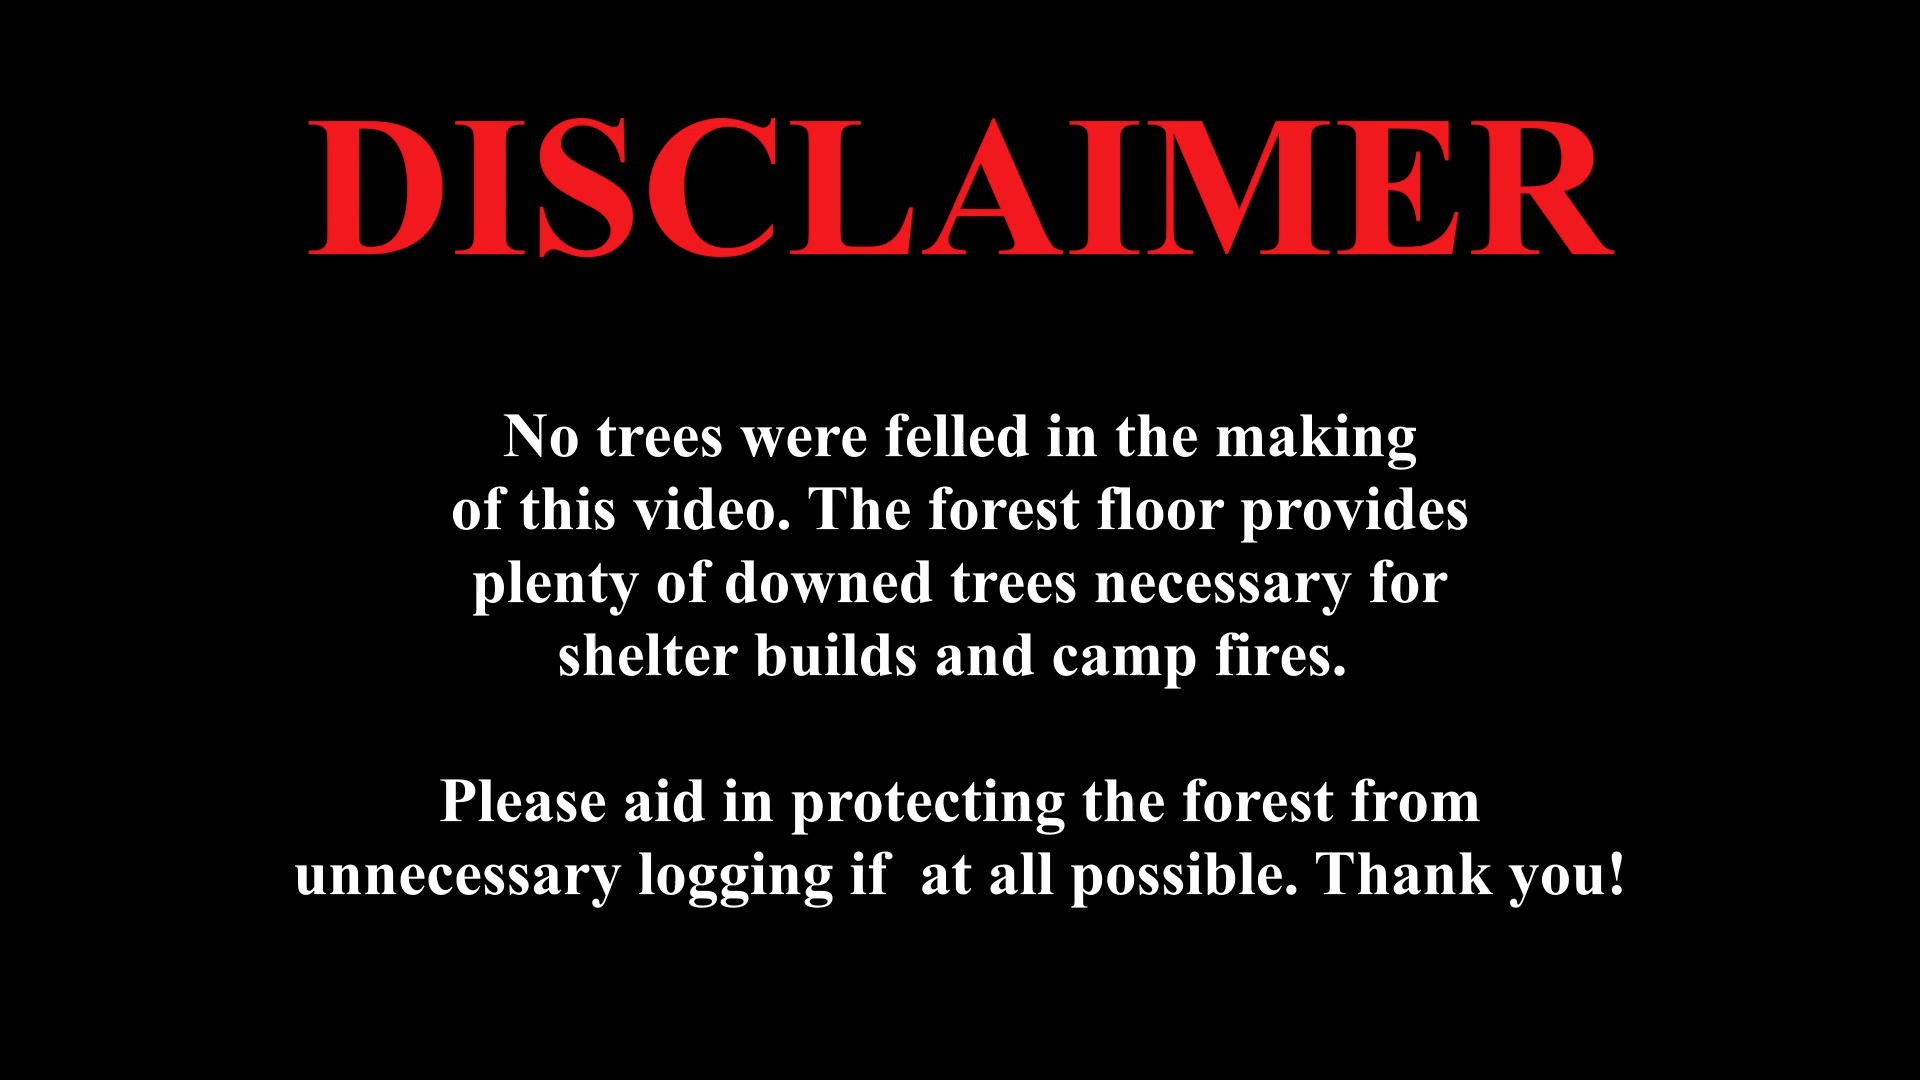 DISCLAIMER
No trees were felled in the making
of this video. The forest floor provides
plenty of downed trees necessary for
shelter builds and camp fires.
Please aid in protecting the forest from
unnecessary logging if  at all possible. Thank you!